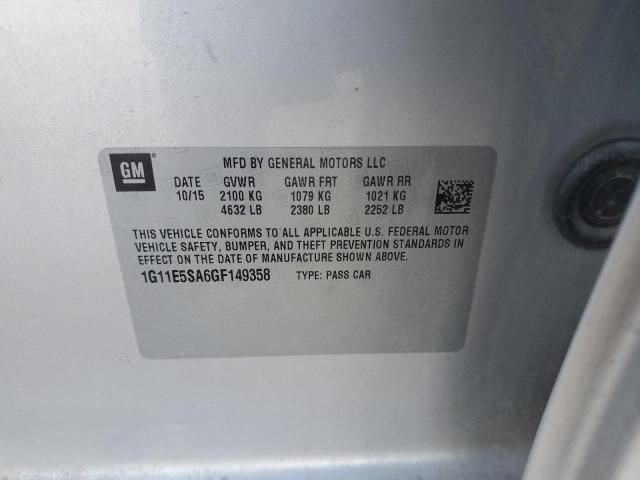 GM
MFD BY GENERAL MOTORS LLC
DATE GVWR GAWR FRT GAWR RR
10/15 2100 KG 1079 KG 1021 KG
4632 LB 2380 LB 2252 LB
THIS VEHICLE CONFORMS TO ALL APPLICABLE U.S. FEDERAL MOTOR
VEHICLE SAFETY, BUMPER, AND THEFT PREVENTION STANDARDS IN
EFFECT ON THE DATE OF MANUFACTURE SHOWN ABOVE.
1G11E5SA6GF149358 TYPE: PASS CAR